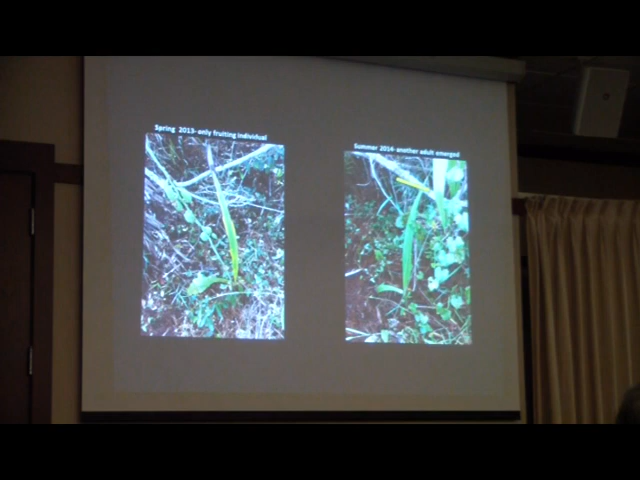 Spring 2013- only fruiting individual
Summer 2014- another adult emerged